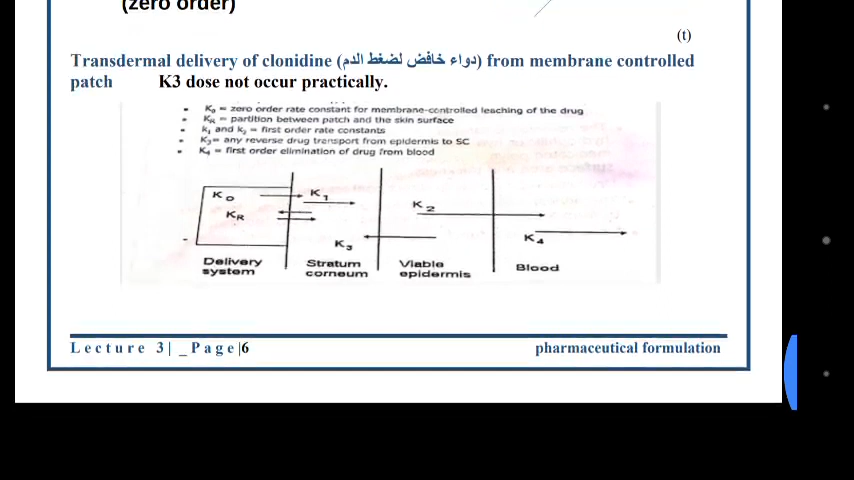 (zero order)
(t)
Transdermal delivery of clonidine (دواء خافض لضغط الدم) from membrane controlled
patch K3 dose not occur practically.
• K₀ = zero order rate constant for membrane-controlled leaching of the drug
• K_R = partition between patch and the skin surface
• k₁ and k₂ = first order rate constants
• K₃= any reverse drug transport from epidermis to SC
• K₄ = first order elimination of drug from blood
K₀
K₁
K_R
K₂
K₃
K₄
Delivery system
Stratum corneum
Viable epidermis
Blood
Lecture 3| _Page|6
pharmaceutical formulation